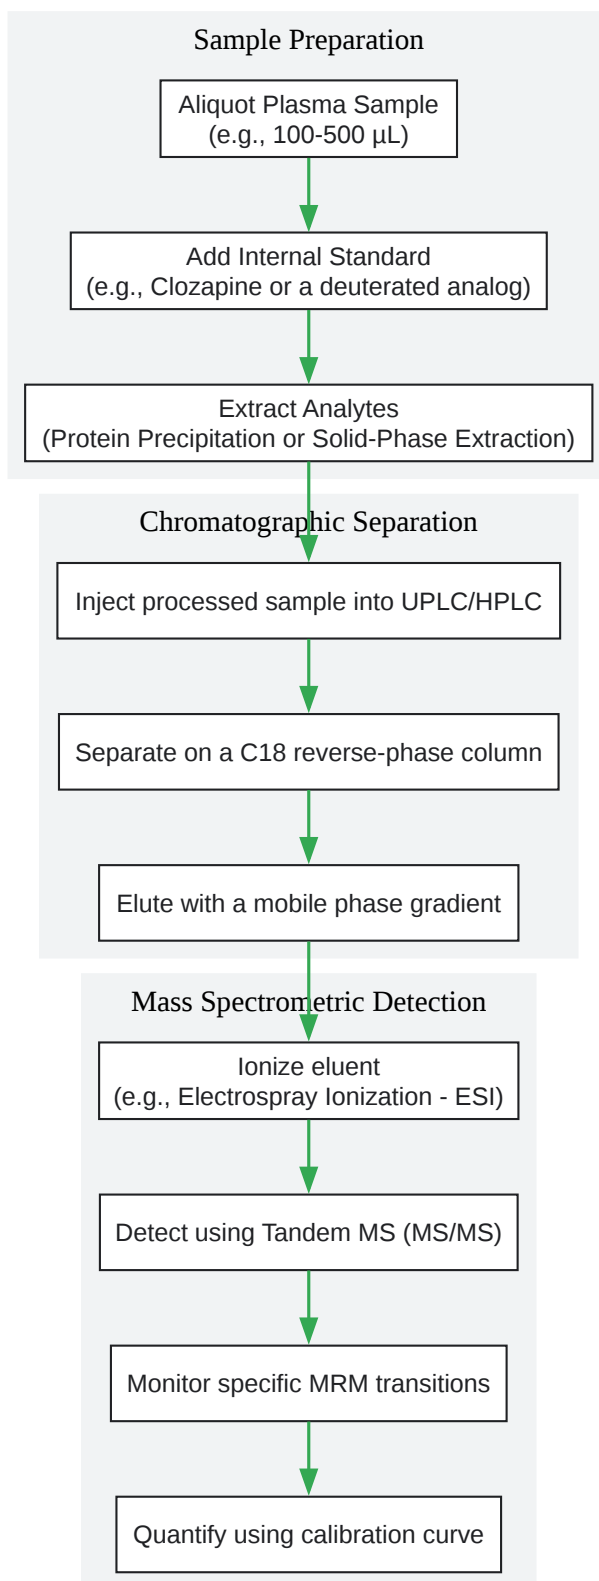 Sample Preparation
Aliquot Plasma Sample
(e.g., 100-500 µL)
Add Internal Standard
(e.g., Clozapine or a deuterated analog)
Extract Analytes
(Protein Precipitation or Solid-Phase Extraction)
Chromatographic Separation
Inject processed sample into UPLC/HPLC
Separate on a C18 reverse-phase column
Elute with a mobile phase gradient
Mass Spectrometric Detection
Ionize eluent
(e.g., Electrospray Ionization - ESI)
Detect using Tandem MS (MS/MS)
Monitor specific MRM transitions
Quantify using calibration curve